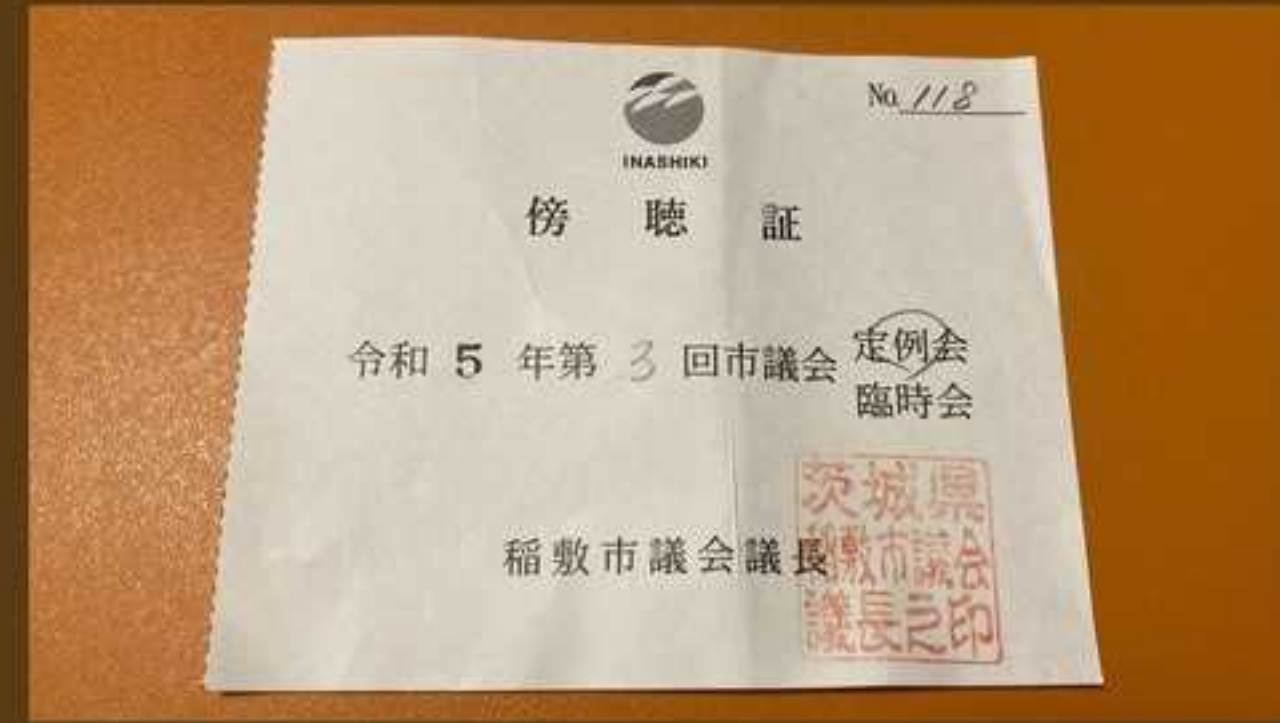 No. 118
INASHIKI
傍聴証
令和 5 年第 3 回市議会 定例会
臨時会
稲敷市議会議長
茨城県
稲敷市議会
議長之印